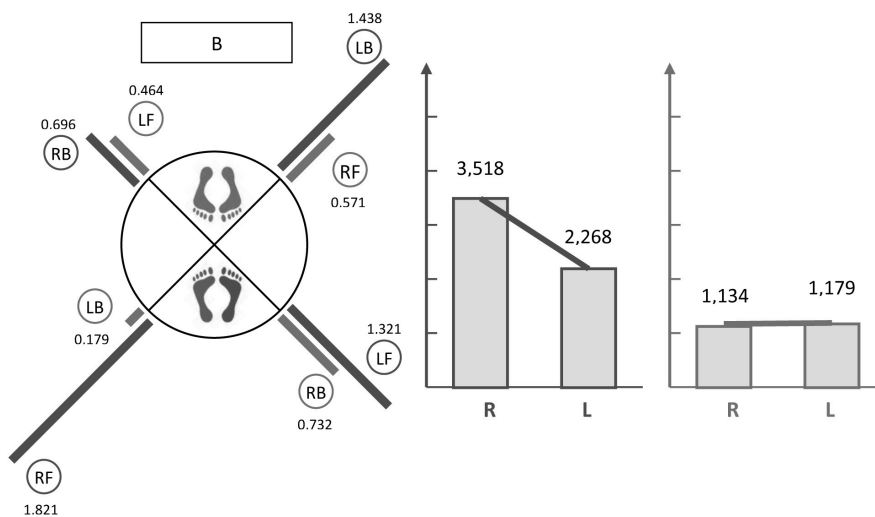 1.438
B
LB
0.464
LF
0.696
RB
RF
0.571
3,518
2,268
1,134
1,179
LB
0.179
1.321
LF
RB
0.732
R
L
R
L
RF
1.821